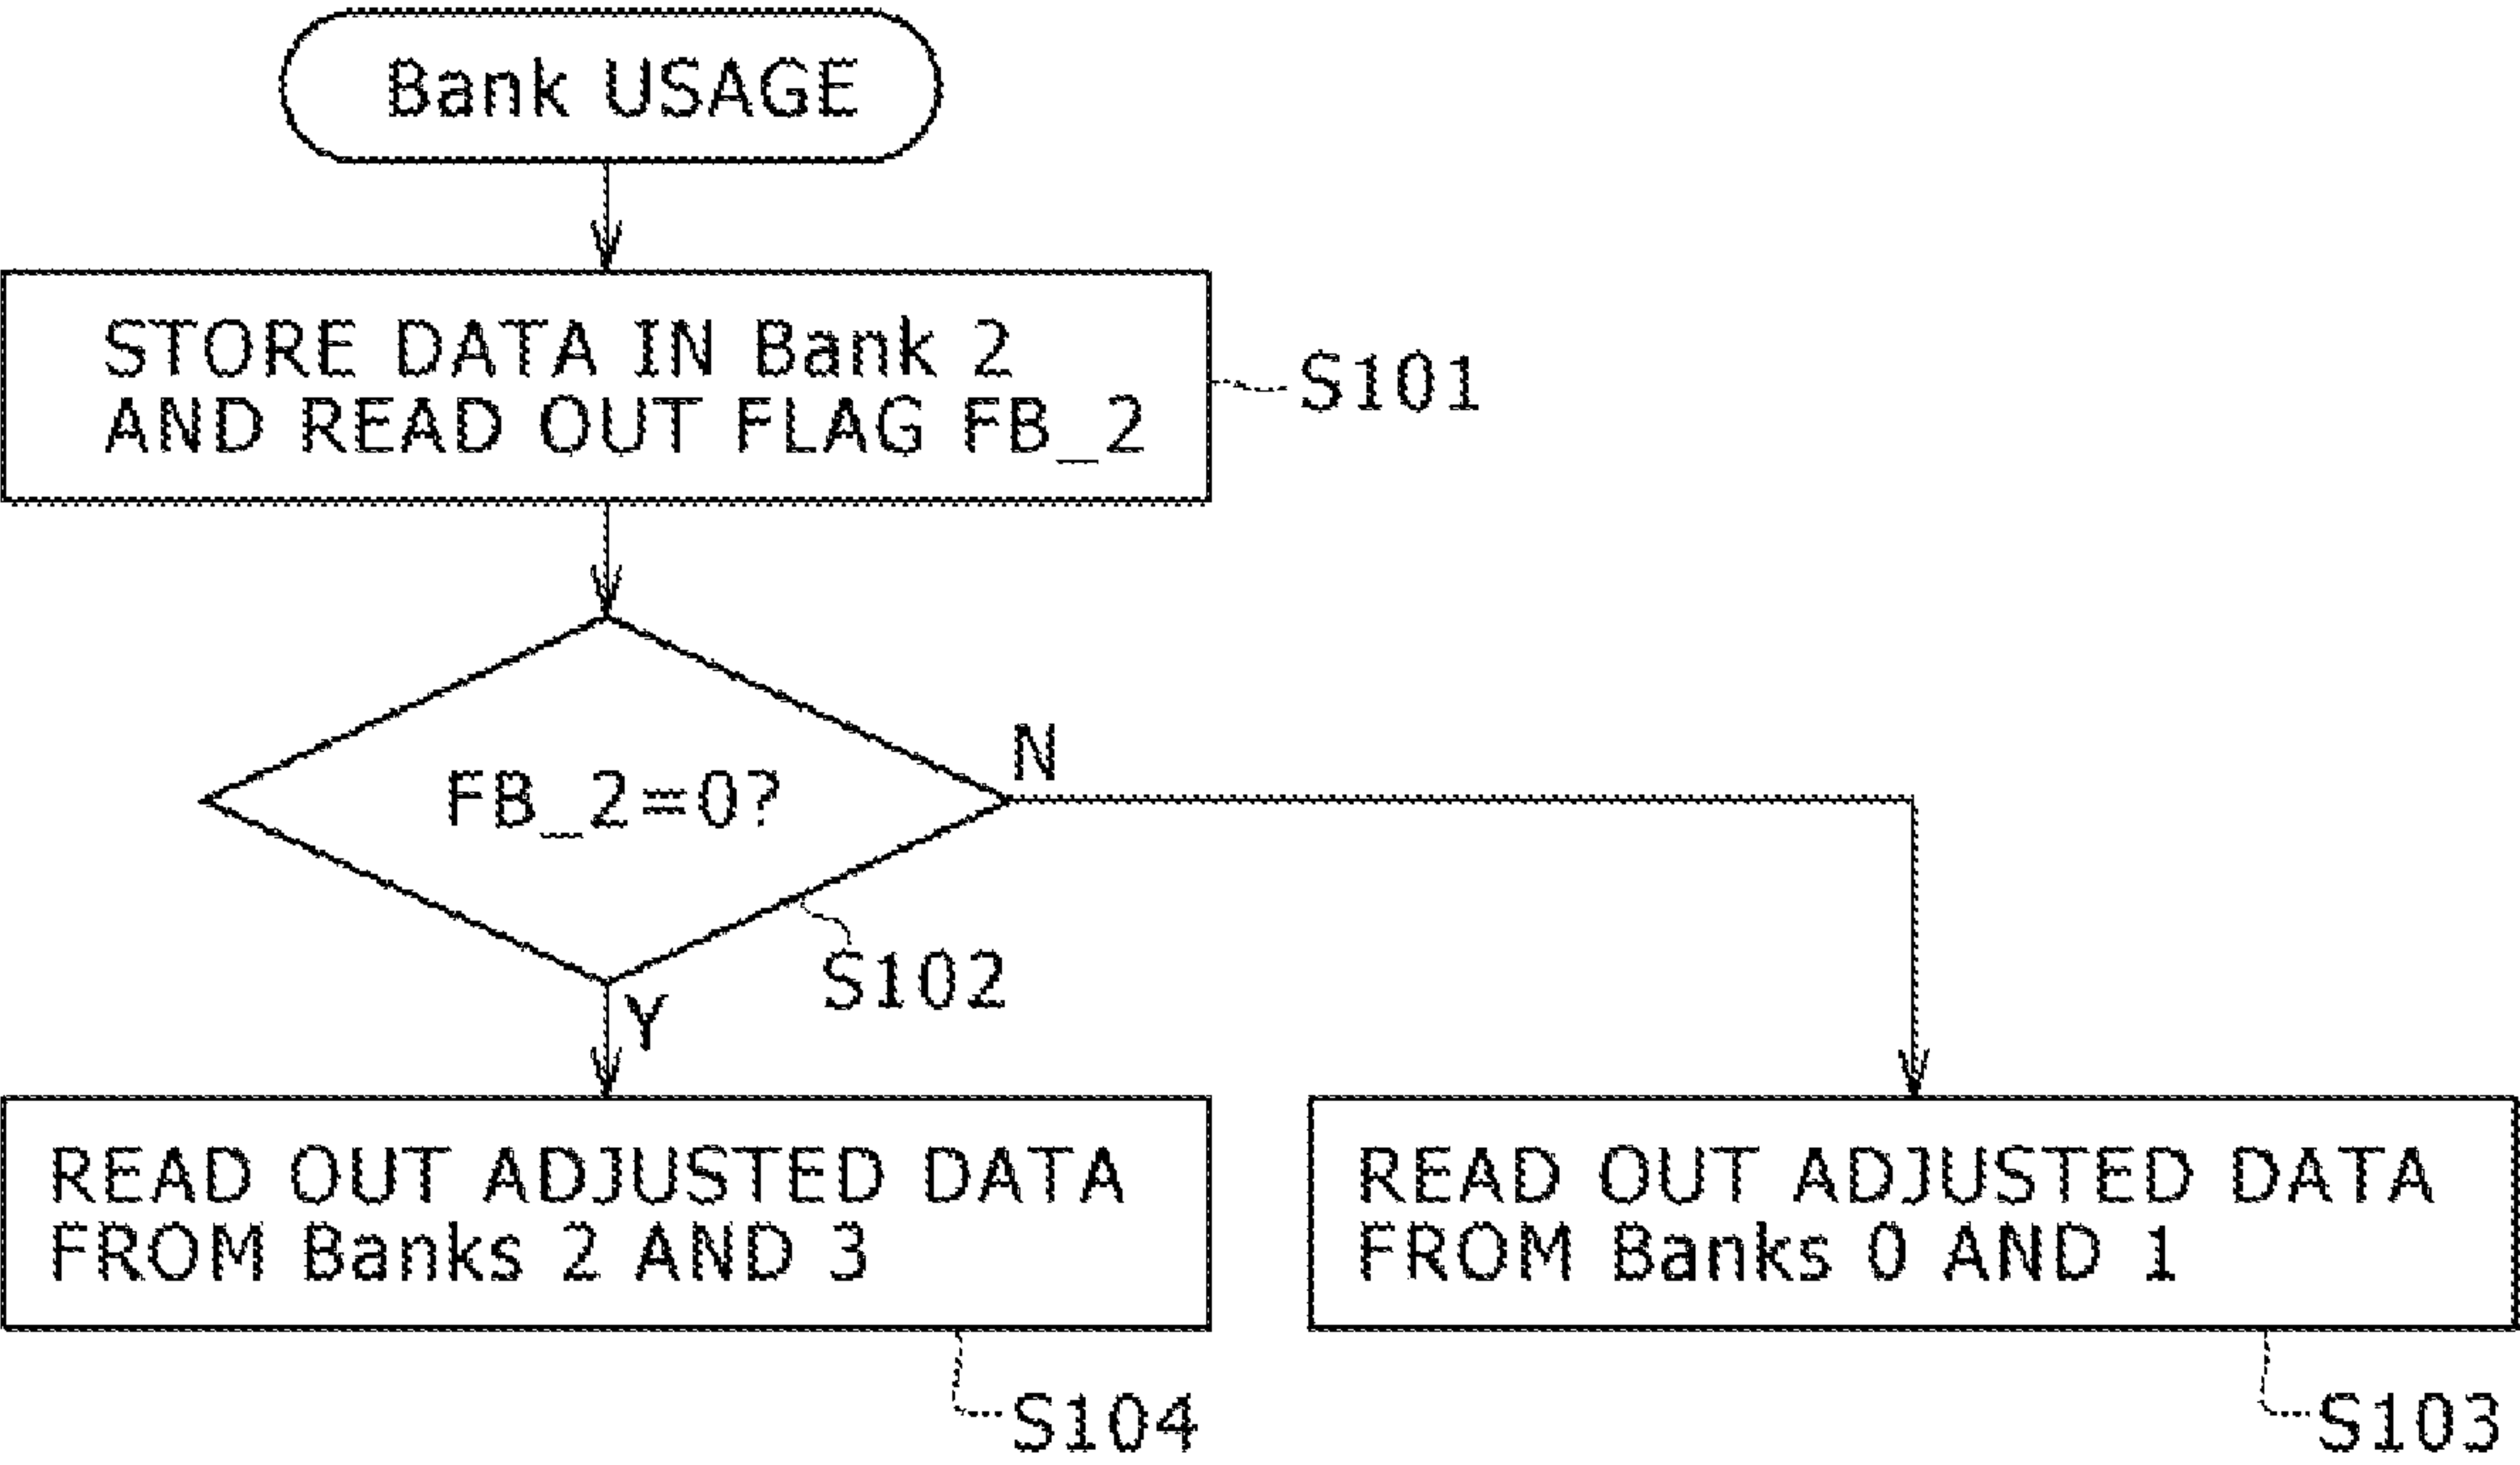 Bank USAGE
STORE DATA IN Bank 2
AND READ OUT FLAG FB_2
S101
FB_2=0?
N
S102
Y
READ OUT ADJUSTED DATA
FROM Banks 2 AND 3
S104
READ OUT ADJUSTED DATA
FROM Banks 0 AND 1
S103